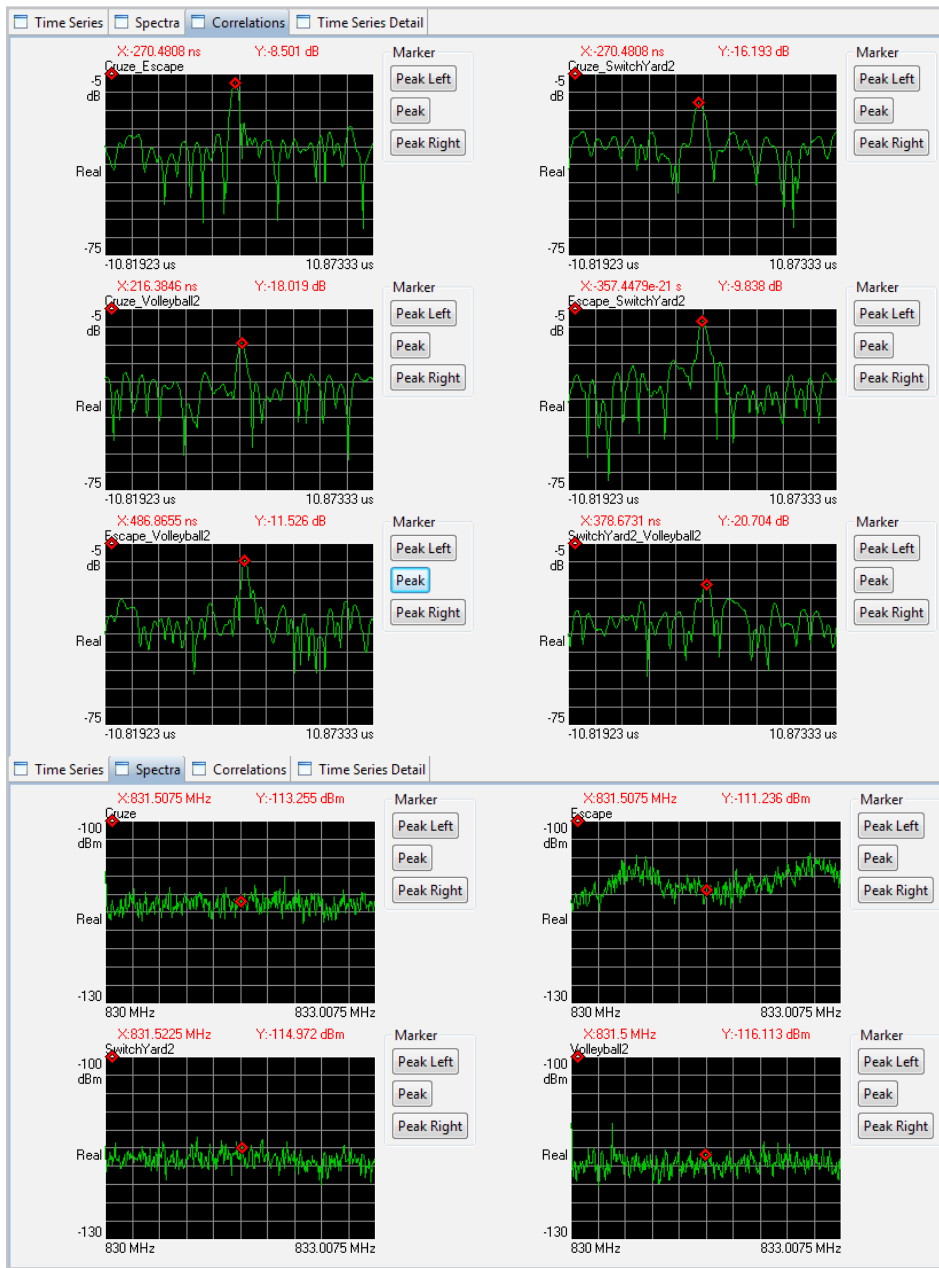 Time Series Spectra Correlations Time Series Detail
X:-270.4808 ns Y:-8.501 dB
Cruze_Escape
-5
dB
Real
-75
-10.81923 us 10.87333 us
Marker
Peak Left
Peak
Peak Right
X:-270.4808 ns Y:-16.193 dB
Cruze_SwitchYard2
-5
dB
Real
-75
-10.81923 us 10.87333 us
Marker
Peak Left
Peak
Peak Right
X:216.3846 ns Y:-18.019 dB
Cruze_Volleyball2
-5
dB
Real
-75
-10.81923 us 10.87333 us
Marker
Peak Left
Peak
Peak Right
X:-357.4479e-21 s Y:-9.838 dB
Escape_SwitchYard2
-5
dB
Real
-75
-10.81923 us 10.87333 us
Marker
Peak Left
Peak
Peak Right
X:486.8655 ns Y:-11.526 dB
Escape_Volleyball2
-5
dB
Real
-75
-10.81923 us 10.87333 us
Marker
Peak Left
Peak
Peak Right
X:378.6731 ns Y:-20.704 dB
SwitchYard2_Volleyball2
-5
dB
Real
-75
-10.81923 us 10.87333 us
Marker
Peak Left
Peak
Peak Right
Time Series Spectra Correlations Time Series Detail
X:831.5075 MHz Y:-113.255 dBm
Cruze
-100
dBm
Real
-130
830 MHz 833.0075 MHz
Marker
Peak Left
Peak
Peak Right
X:831.5075 MHz Y:-111.236 dBm
Escape
-100
dBm
Real
-130
830 MHz 833.0075 MHz
Marker
Peak Left
Peak
Peak Right
X:831.5225 MHz Y:-114.972 dBm
SwitchYard2
-100
dBm
Real
-130
830 MHz 833.0075 MHz
Marker
Peak Left
Peak
Peak Right
X:831.5 MHz Y:-116.113 dBm
Volleyball2
-100
dBm
Real
-130
830 MHz 833.0075 MHz
Marker
Peak Left
Peak
Peak Right